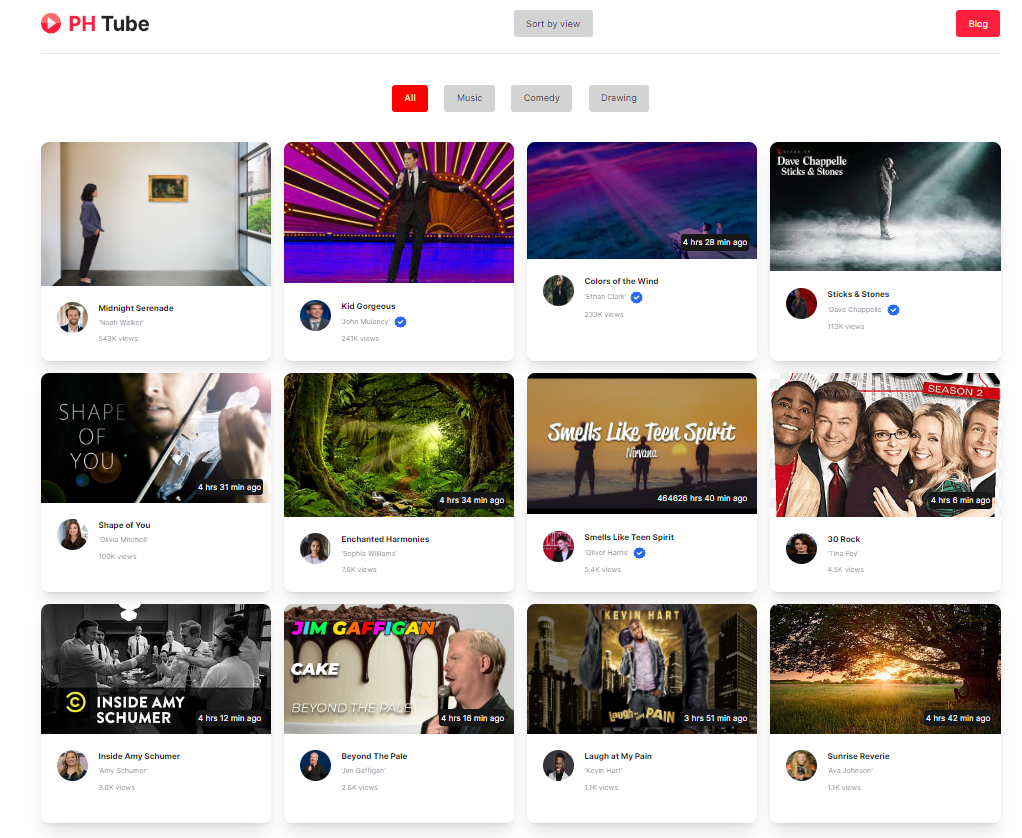 PH Tube
Sort by view
Blog
All
Music
Comedy
Drawing
Midnight Serenade
'Noah Walker'
543K views
Kid Gorgeous
'John Mulaney'
241K views
4 hrs 28 min ago
Colors of the Wind
'Ethan Clark'
233K views
STAND-UP
Dave Chappelle
Sticks & Stones
Sticks & Stones
'Dave Chappelle'
113K views
SHAPE
OF
YOU
4 hrs 31 min ago
Shape of You
'Olivia Mitchell'
100K views
4 hrs 34 min ago
Enchanted Harmonies
'Sophia Williams'
7.6K views
Smells Like Teen Spirit
Nirvana
464626 hrs 40 min ago
Smells Like Teen Spirit
'Oliver Harris'
5.4K views
SEASON 2
4 hrs 6 min ago
30 Rock
'Tina Fey'
4.5K views
INSIDE AMY
SCHUMER
4 hrs 12 min ago
Inside Amy Schumer
'Amy Schumer'
3.6K views
JIM GAFFIGAN
CAKE
BEYOND THE PALE
4 hrs 16 min ago
Beyond The Pale
'Jim Gaffigan'
2.6K views
KEVIN HART
Laugh at My PAIN
3 hrs 51 min ago
Laugh at My Pain
'Kevin Hart'
1.1K views
4 hrs 42 min ago
Sunrise Reverie
'Ava Johnson'
1.1K views